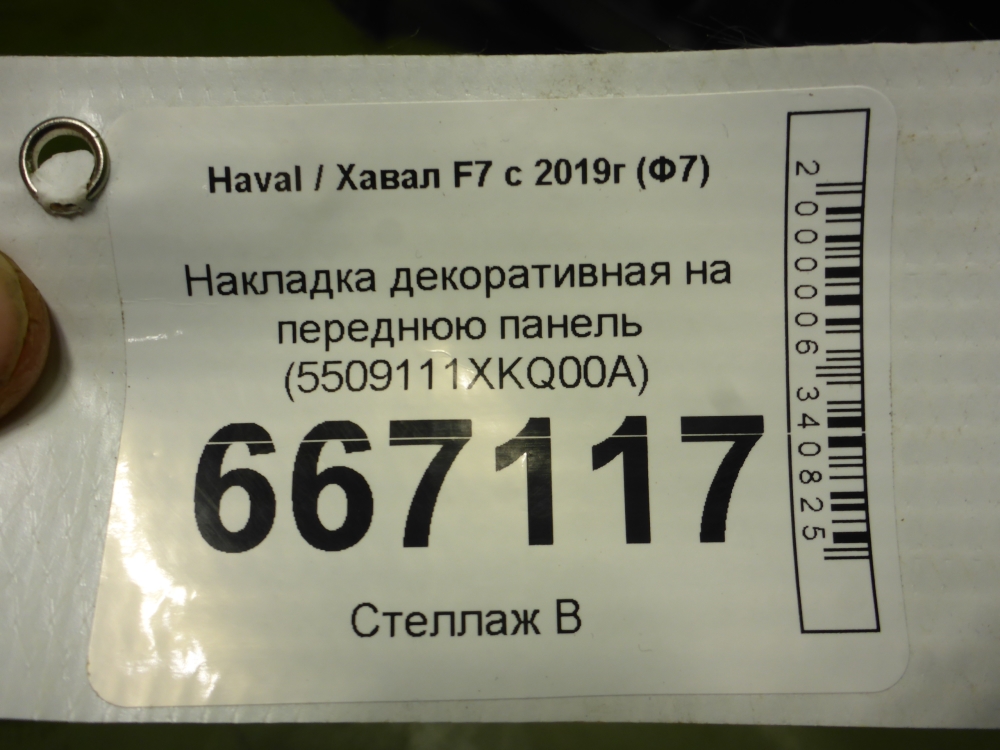 Haval / Хавал F7 с 2019г (Ф7)
Накладка декоративная на
переднюю панель
(5509111XKQ00A)
667117
Стеллаж В
2000006340825